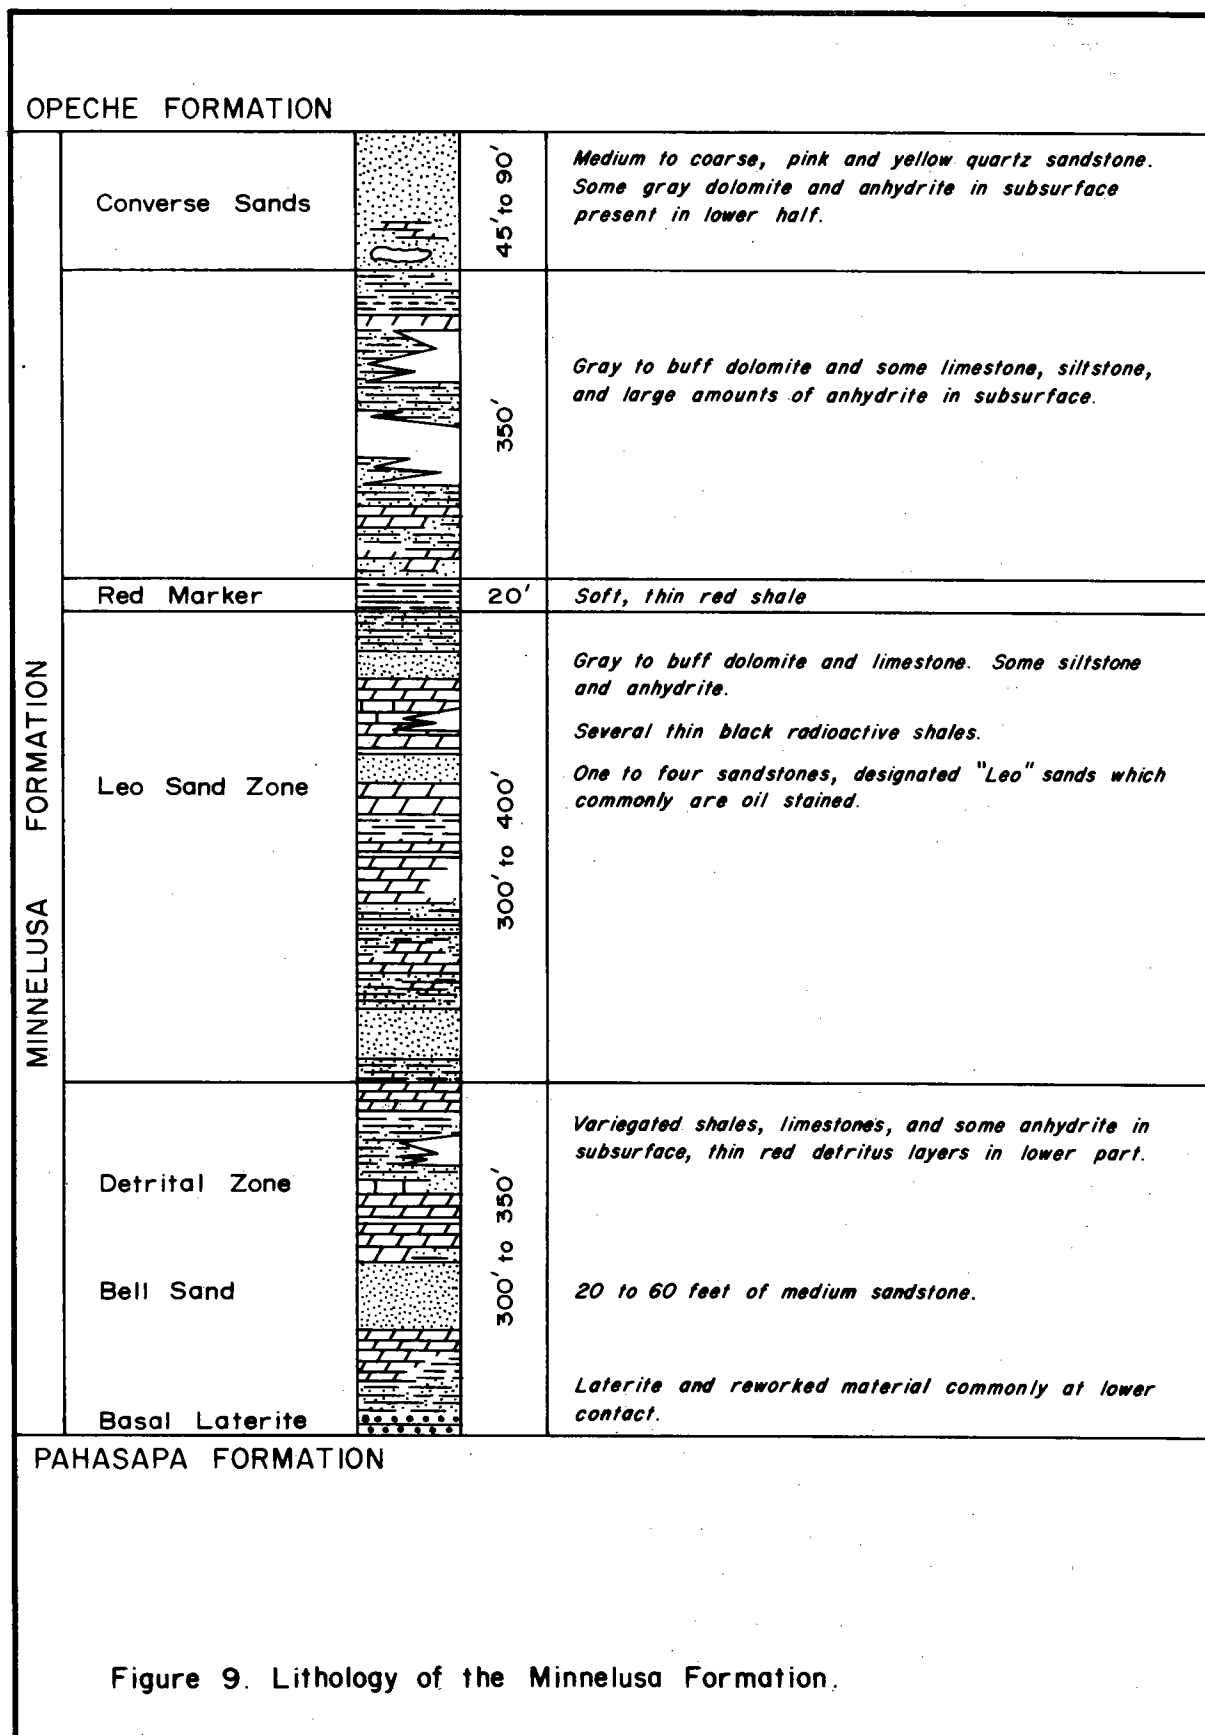 OPECHE FORMATION
MINNELUSA FORMATION
Converse Sands
45' to 90'
Medium to coarse, pink and yellow quartz sandstone.
Some gray dolomite and anhydrite in subsurface
present in lower half.
350'
Gray to buff dolomite and some limestone, siltstone,
and large amounts of anhydrite in subsurface.
Red Marker
20'
Soft, thin red shale
Leo Sand Zone
300' to 400'
Gray to buff dolomite and limestone. Some siltstone
and anhydrite.
Several thin black radioactive shales.
One to four sandstones, designated "Leo" sands which
commonly are oil stained.
Detrital Zone
300' to 350'
Variegated shales, limestones, and some anhydrite in
subsurface, thin red detritus layers in lower part.
Bell Sand
20 to 60 feet of medium sandstone.
Basal Laterite
Laterite and reworked material commonly at lower
contact.
PAHASAPA FORMATION
Figure 9. Lithology of the Minnelusa Formation.